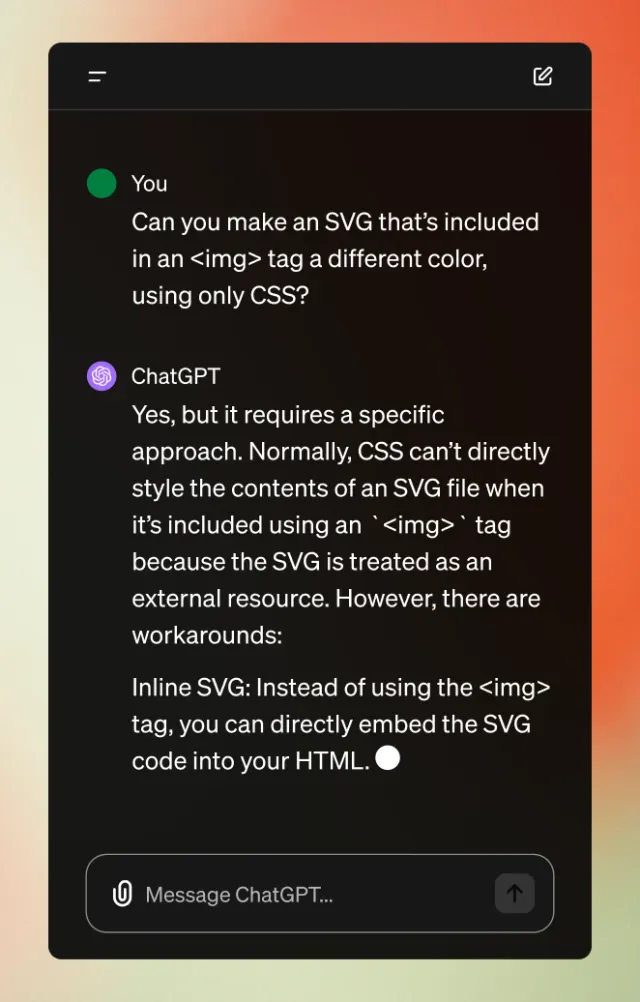 You
Can you make an SVG that’s included
in an <img> tag a different color,
using only CSS?
ChatGPT
Yes, but it requires a specific
approach. Normally, CSS can’t directly
style the contents of an SVG file when
it’s included using an `<img>` tag
because the SVG is treated as an
external resource. However, there are
workarounds:
Inline SVG: Instead of using the <img>
tag, you can directly embed the SVG
code into your HTML.
Message ChatGPT...